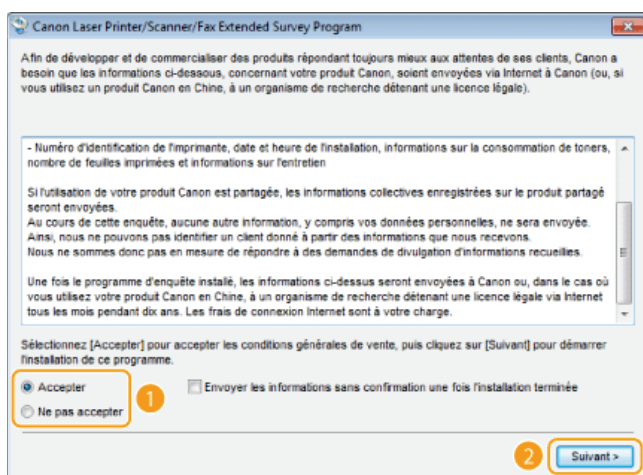 Canon Laser Printer/Scanner/Fax Extended Survey Program
Afin de développer et de commercialiser des produits répondant toujours mieux aux attentes de ses clients, Canon a
besoin que les informations ci-dessous, concernant votre produit Canon, soient envoyées via Internet à Canon (ou, si
vous utilisez un produit Canon en Chine, à un organisme de recherche détenant une licence légale).
- Numéro d'identification de l'imprimante, date et heure de l'installation, informations sur la consommation de toners,
nombre de feuilles imprimées et informations sur l'entretien
Si l'utilisation de votre produit Canon est partagée, les informations collectives enregistrées sur le produit partagé
seront envoyées.
Au cours de cette enquête, aucune autre information, y compris vos données personnelles, ne sera envoyée.
Ainsi, nous ne pouvons pas identifier un client donné à partir des informations que nous recevons.
Nous ne sommes donc pas en mesure de répondre à des demandes de divulgation d'informations recueillies.
Une fois le programme d'enquête installé, les informations ci-dessus seront envoyées à Canon ou, dans le cas où
vous utilisez votre produit Canon en Chine, à un organisme de recherche détenant une licence légale via Internet
tous les mois pendant dix ans. Les frais de connexion Internet sont à votre charge.
Sélectionnez [Accepter] pour accepter les conditions générales de vente, puis cliquez sur [Suivant] pour démarrer
l'installation de ce programme.
Accepter
1
Envoyer les informations sans confirmation une fois l'installation terminée
Ne pas accepter
2
Suivant >